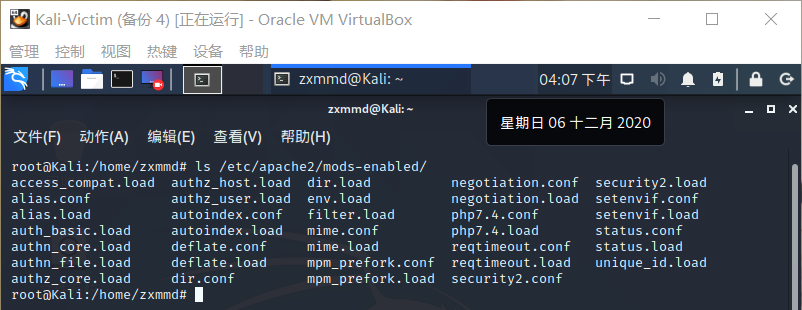 Kali-Victim (备份 4) [正在运行] - Oracle VM VirtualBox
管理 控制 视图 热键 设备 帮助
zxmmd@Kali: ~ 04:07 下午
zxmmd@Kali: ~
星期日 06 十二月 2020
文件(F) 动作(A) 编辑(E) 查看(V) 帮助(H)
root@Kali:/home/zxmmd# ls /etc/apache2/mods-enabled/
access_compat.load authz_host.load dir.load negotiation.conf security2.load
alias.conf authz_user.load env.load negotiation.load setenvif.conf
alias.load autoindex.conf filter.load php7.4.conf setenvif.load
auth_basic.load autoindex.load mime.conf php7.4.load status.conf
authn_core.load deflate.conf mime.load reqtimeout.conf status.load
authn_file.load deflate.load mpm_prefork.conf reqtimeout.load unique_id.load
authz_core.load dir.conf mpm_prefork.load security2.conf
root@Kali:/home/zxmmd#